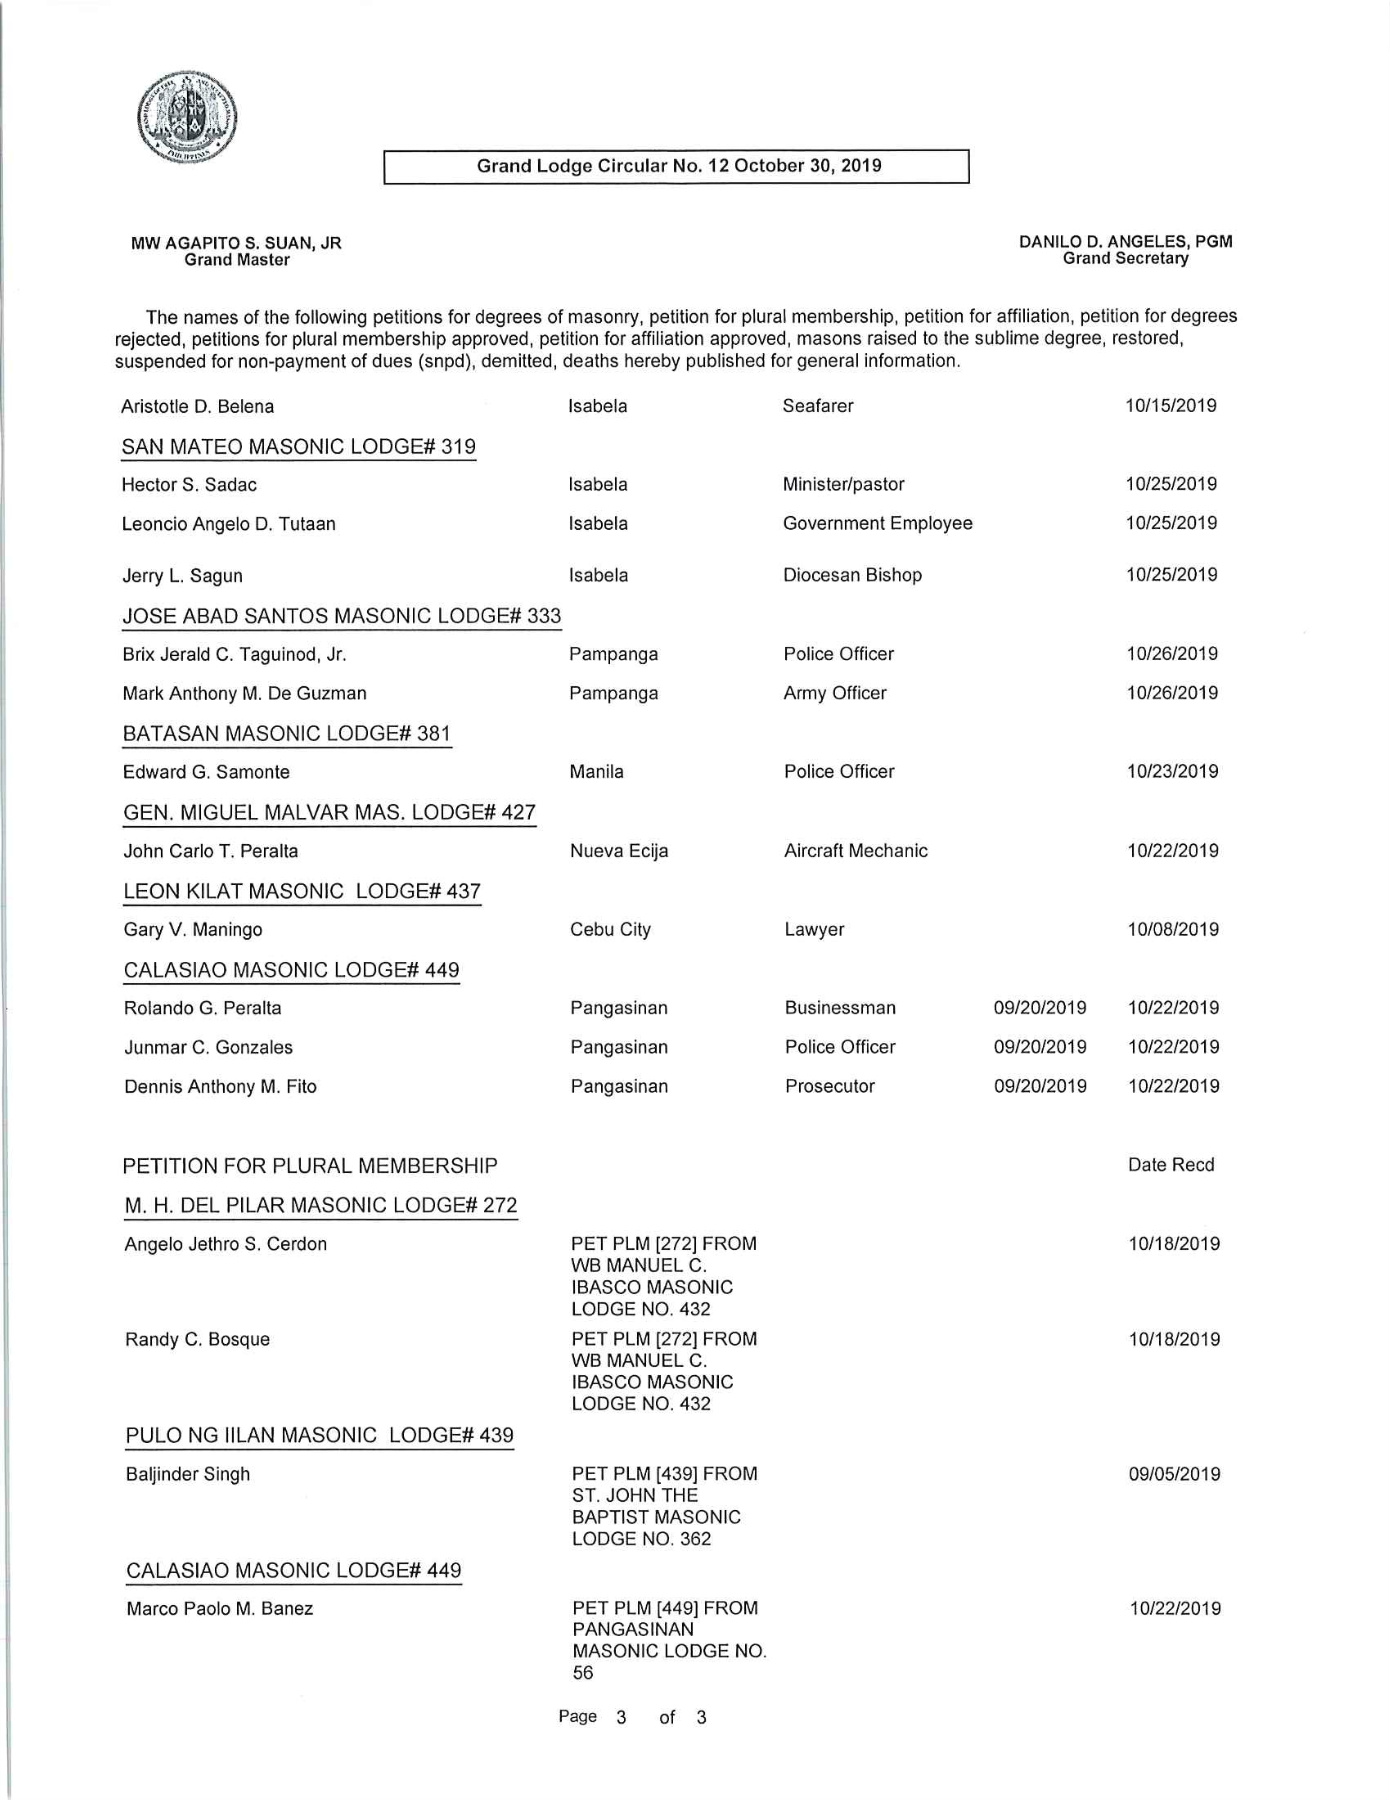 Grand Lodge Circular No. 12 October 30, 2019
MW AGAPITO S. SUAN, JR
Grand Master
DANILO D. ANGELES, PGM
Grand Secretary
The names of the following petitions for degrees of masonry, petition for plural membership, petition for affiliation, petition for degrees
rejected, petitions for plural membership approved, petition for affiliation approved, masons raised to the sublime degree, restored,
suspended for non-payment of dues (snpd), demitted, deaths hereby published for general information.
Aristotle D. Belena Isabela Seafarer 10/15/2019
SAN MATEO MASONIC LODGE# 319
Hector S. Sadac Isabela Minister/pastor 10/25/2019
Leoncio Angelo D. Tutaan Isabela Government Employee 10/25/2019
Jerry L. Sagun Isabela Diocesan Bishop 10/25/2019
JOSE ABAD SANTOS MASONIC LODGE# 333
Brix Jerald C. Taguinod, Jr. Pampanga Police Officer 10/26/2019
Mark Anthony M. De Guzman Pampanga Army Officer 10/26/2019
BATASAN MASONIC LODGE# 381
Edward G. Samonte Manila Police Officer 10/23/2019
GEN. MIGUEL MALVAR MAS. LODGE# 427
John Carlo T. Peralta Nueva Ecija Aircraft Mechanic 10/22/2019
LEON KILAT MASONIC LODGE# 437
Gary V. Maningo Cebu City Lawyer 10/08/2019
CALASIAO MASONIC LODGE# 449
Rolando G. Peralta Pangasinan Businessman 09/20/2019 10/22/2019
Junmar C. Gonzales Pangasinan Police Officer 09/20/2019 10/22/2019
Dennis Anthony M. Fito Pangasinan Prosecutor 09/20/2019 10/22/2019
PETITION FOR PLURAL MEMBERSHIP Date Recd
M. H. DEL PILAR MASONIC LODGE# 272
Angelo Jethro S. Cerdon PET PLM [272] FROM 10/18/2019
WB MANUEL C.
IBASCO MASONIC
LODGE NO. 432
Randy C. Bosque PET PLM [272] FROM 10/18/2019
WB MANUEL C.
IBASCO MASONIC
LODGE NO. 432
PULO NG IILAN MASONIC LODGE# 439
Baljinder Singh PET PLM [439] FROM 09/05/2019
ST. JOHN THE
BAPTIST MASONIC
LODGE NO. 362
CALASIAO MASONIC LODGE# 449
Marco Paolo M. Banez PET PLM [449] FROM 10/22/2019
PANGASINAN
MASONIC LODGE NO.
56
Page 3 of 3